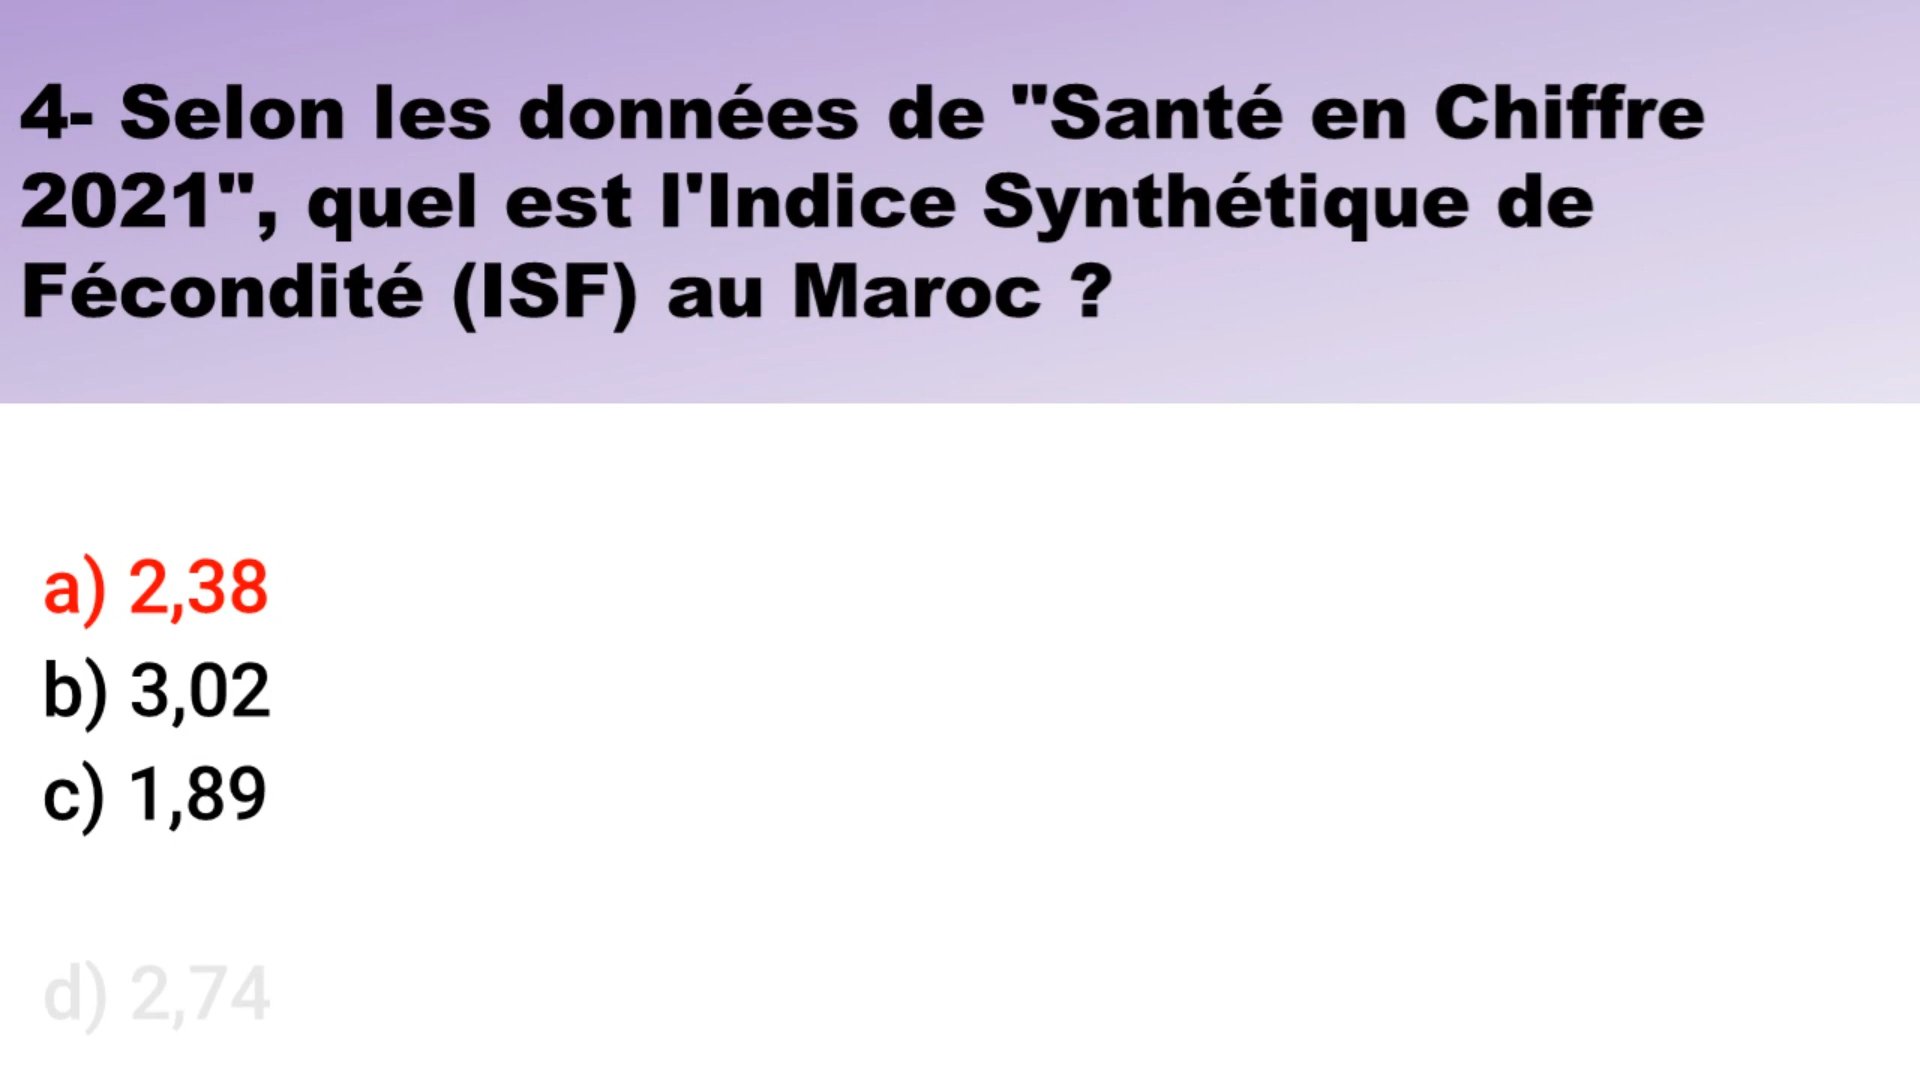 4- Selon les données de "Santé en Chiffre
2021", quel est l'Indice Synthétique de
Fécondité (ISF) au Maroc ?
a) 2,38
b) 3,02
c) 1,89
d) 2,74